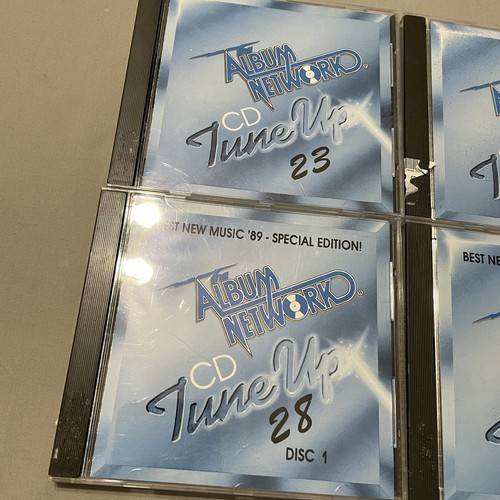 THE
ALBUM
NETWORK®
CD
Tune Up
23
BEST NEW MUSIC '89 - SPECIAL EDITION!
THE
ALBUM
NETWORK®
CD
Tune Up
28
DISC 1
BEST NE